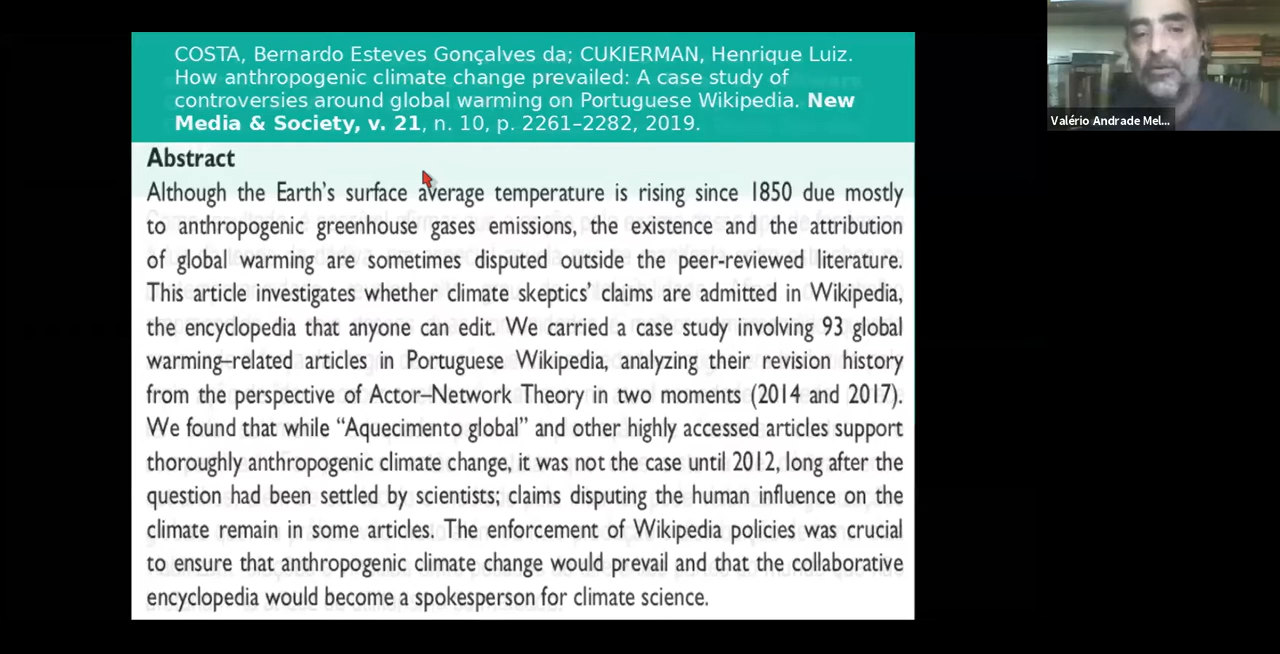 COSTA, Bernardo Esteves Gonçalves da; CUKIERMAN, Henrique Luiz.
How anthropogenic climate change prevailed: A case study of
controversies around global warming on Portuguese Wikipedia. New
Media & Society, v. 21, n. 10, p. 2261–2282, 2019.
Valério Andrade Mel...
Abstract
Although the Earth's surface average temperature is rising since 1850 due mostly
to anthropogenic greenhouse gases emissions, the existence and the attribution
of global warming are sometimes disputed outside the peer-reviewed literature.
This article investigates whether climate skeptics' claims are admitted in Wikipedia,
the encyclopedia that anyone can edit. We carried a case study involving 93 global
warming–related articles in Portuguese Wikipedia, analyzing their revision history
from the perspective of Actor–Network Theory in two moments (2014 and 2017).
We found that while “Aquecimento global” and other highly accessed articles support
thoroughly anthropogenic climate change, it was not the case until 2012, long after the
question had been settled by scientists; claims disputing the human influence on the
climate remain in some articles. The enforcement of Wikipedia policies was crucial
to ensure that anthropogenic climate change would prevail and that the collaborative
encyclopedia would become a spokesperson for climate science.